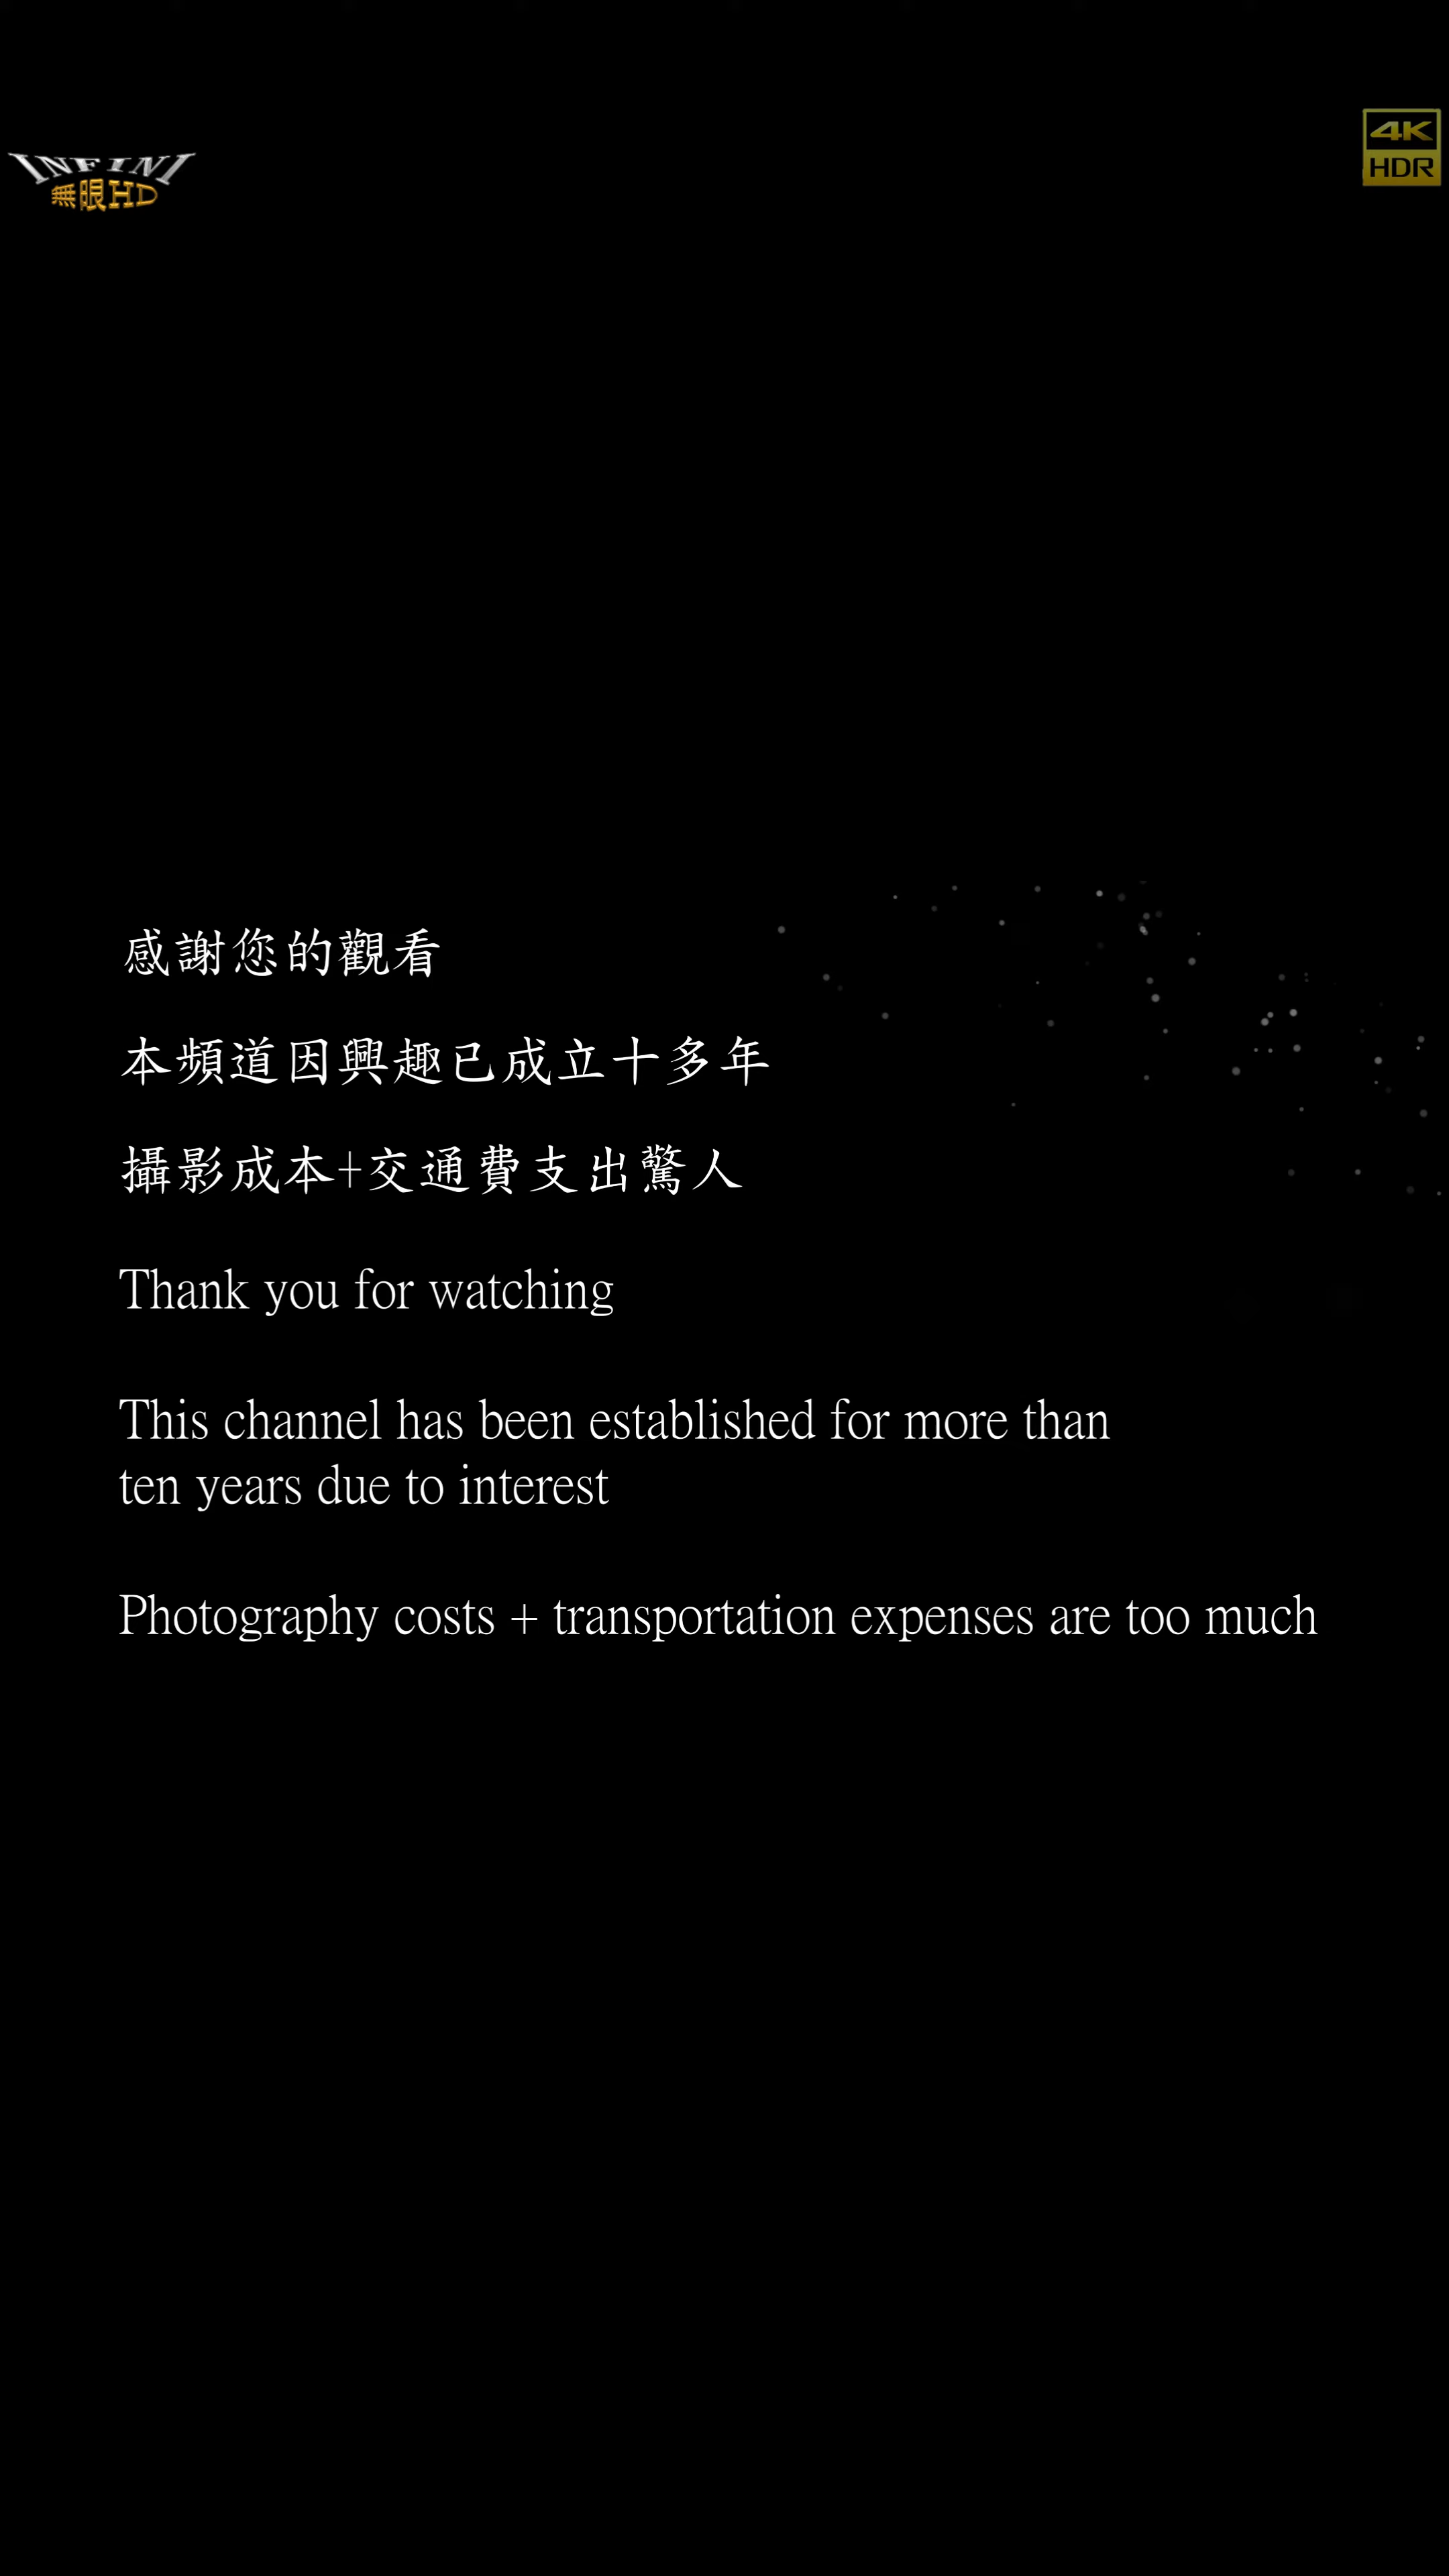 INFINI
無限HD
4K
HDR
感謝您的觀看
本頻道因興趣已成立十多年
攝影成本+交通費支出驚人
Thank you for watching
This channel has been established for more than
ten years due to interest
Photography costs + transportation expenses are too much